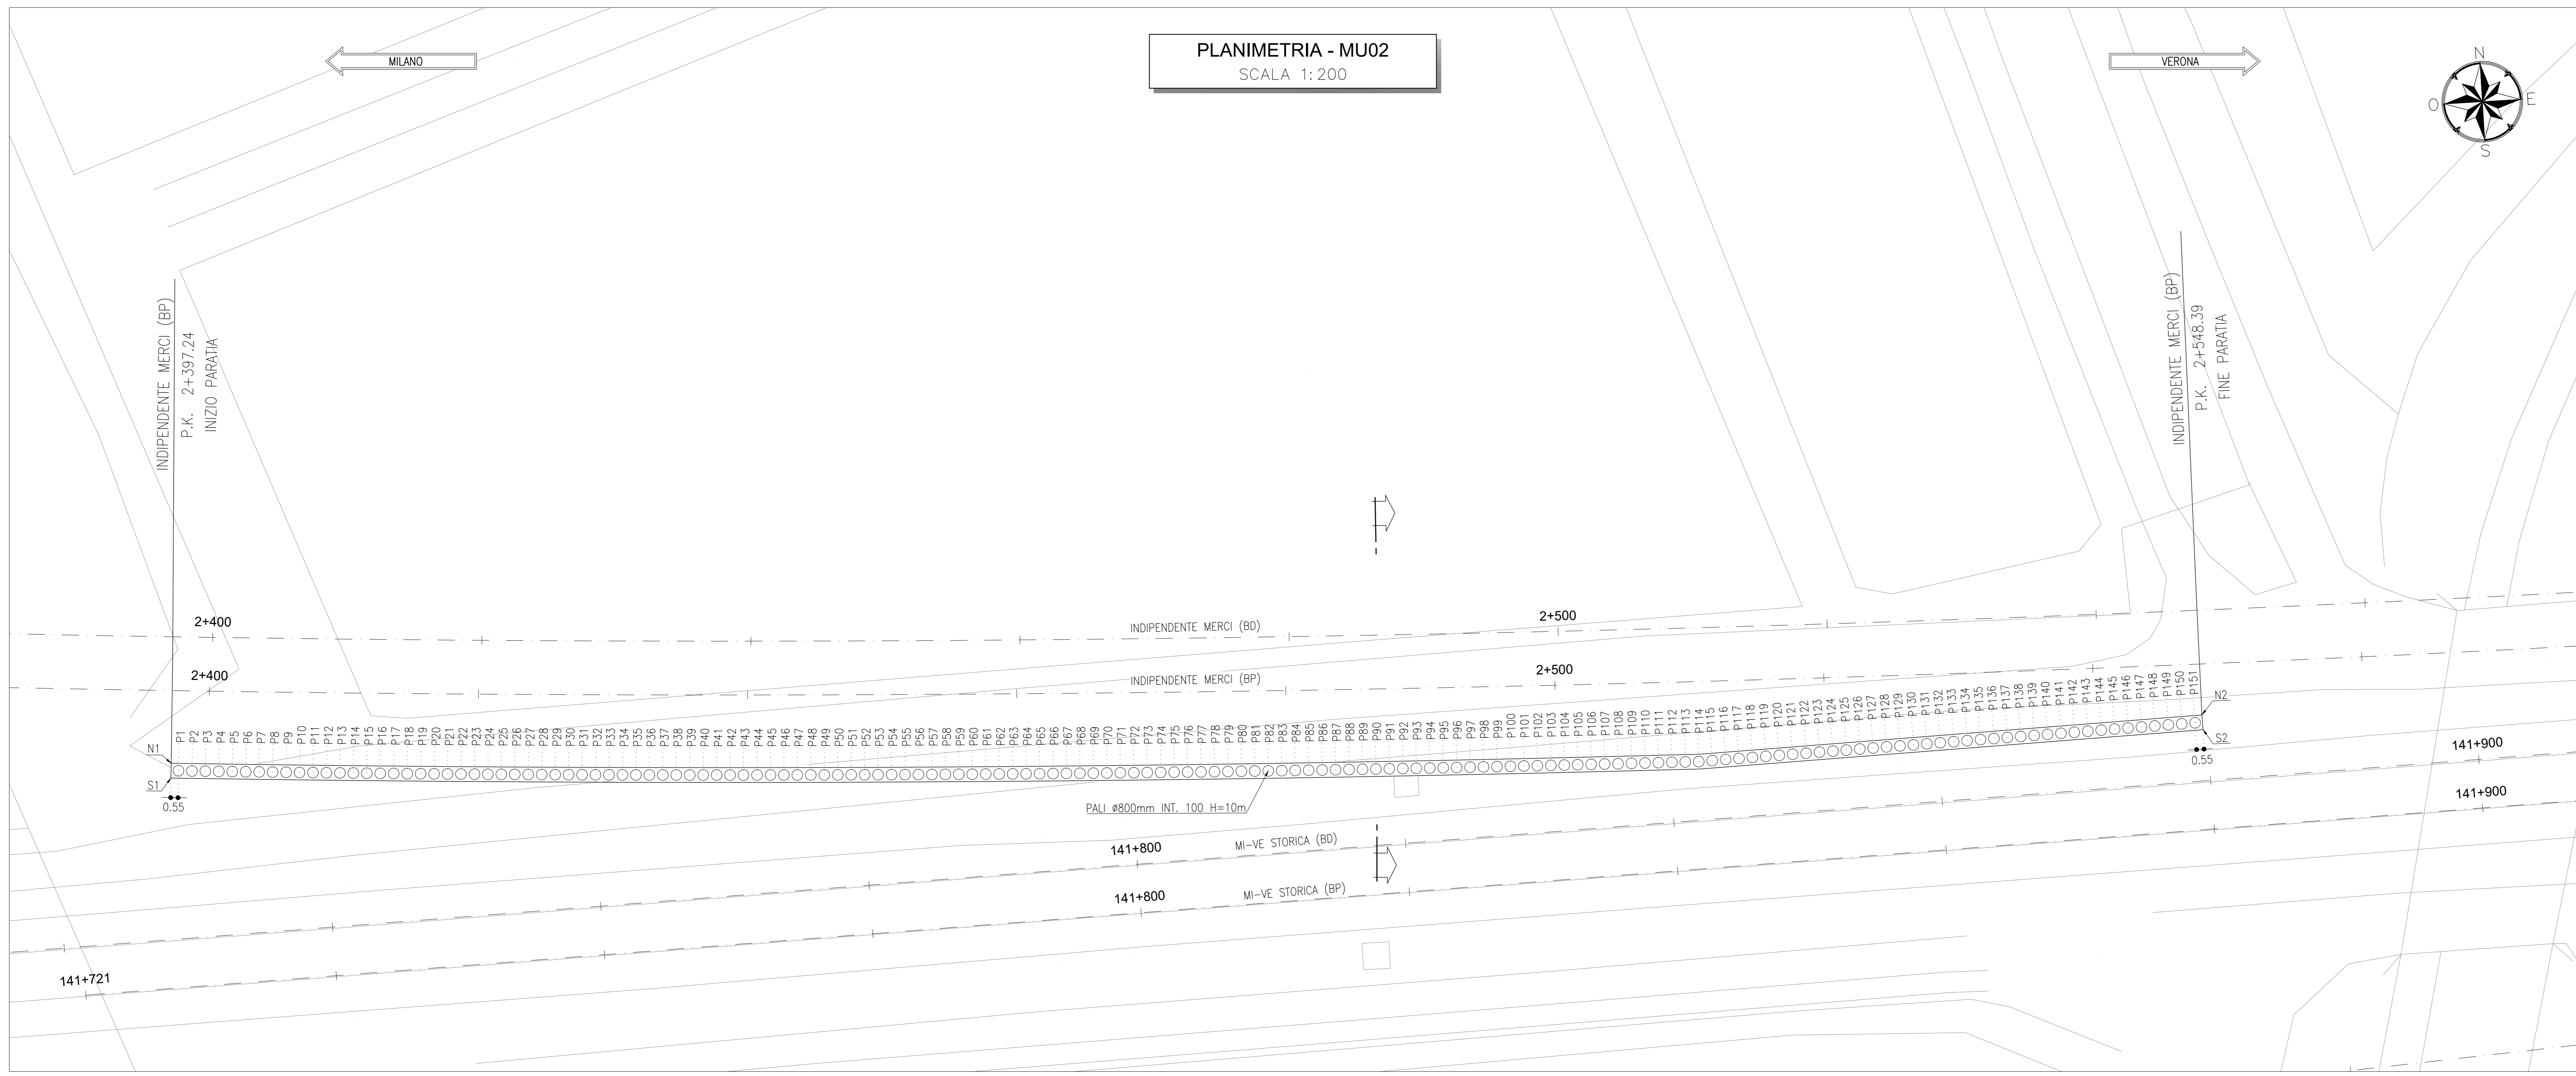 MILANO
PLANIMETRIA - MU02
SCALA 1:200
VERONA
N
O
E
S
INDIPENDENTE MERCI (BP)
P.K. 2+397.24
INIZIO PARATIA
INDIPENDENTE MERCI (BP)
P.K. 2+548.39
FINE PARATIA
2+400
INDIPENDENTE MERCI (BD)
2+500
2+400
INDIPENDENTE MERCI (BP)
2+500
P1 P2 P3 P4 P5 P6 P7 P8 P9 P10 P11 P12 P13 P14 P15 P16 P17 P18 P19 P20 P21 P22 P23 P24 P25 P26 P27 P28 P29 P30 P31 P32 P33 P34 P35 P36 P37 P38 P39 P40 P41 P42 P43 P44 P45 P46 P47 P48 P49 P50 P51 P52 P53 P54 P55 P56 P57 P58 P59 P60 P61 P62 P63 P64 P65 P66 P67 P68 P69 P70 P71 P72 P73 P74 P75 P76 P77 P78 P79 P80 P81 P82 P83 P84 P85 P86 P87 P88 P89 P90 P91 P92 P93 P94 P95 P96 P97 P98 P99 P100 P101 P102 P103 P104 P105 P106 P107 P108 P109 P110 P111 P112 P113 P114 P115 P116 P117 P118 P119 P120 P121 P122 P123 P124 P125 P126 P127 P128 P129 P130 P131 P132 P133 P134 P135 P136 P137 P138 P139 P140 P141 P142 P143 P144 P145 P146 P147 P148 P149 P150 P151
N1
S1
0.55
N2
S2
0.55
PALI ø800mm INT. 100 H=10m
141+800
MI-VE STORICA (BD)
141+900
141+800
MI-VE STORICA (BP)
141+900
141+721